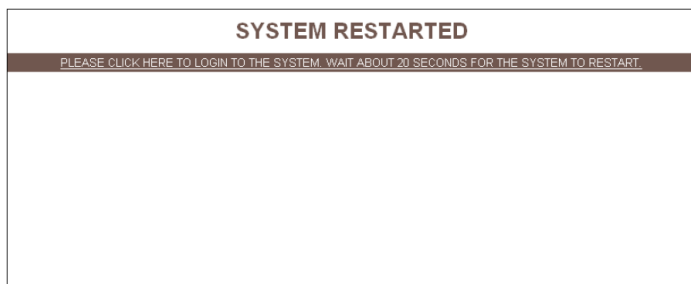 SYSTEM RESTARTED
PLEASE CLICK HERE TO LOGIN TO THE SYSTEM. WAIT ABOUT 20 SECONDS FOR THE SYSTEM TO RESTART.